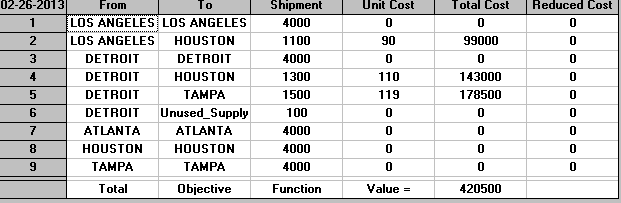 02-26-2013 From To Shipment Unit Cost Total Cost Reduced Cost
1 LOS ANGELES LOS ANGELES 4000 0 0 0
2 LOS ANGELES HOUSTON 1100 90 99000 0
3 DETROIT DETROIT 4000 0 0 0
4 DETROIT HOUSTON 1300 110 143000 0
5 DETROIT TAMPA 1500 119 178500 0
6 DETROIT Unused_Supply 100 0 0 0
7 ATLANTA ATLANTA 4000 0 0 0
8 HOUSTON HOUSTON 4000 0 0 0
9 TAMPA TAMPA 4000 0 0 0
Total Objective Function Value = 420500